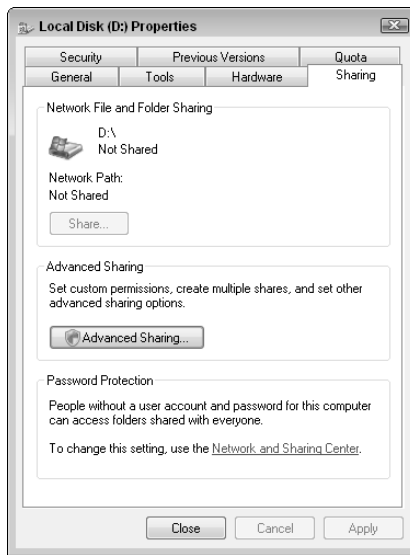 Local Disk (D:) Properties
Security Previous Versions Quota
General Tools Hardware Sharing
Network File and Folder Sharing
D:\
Not Shared
Network Path:
Not Shared
Share...
Advanced Sharing
Set custom permissions, create multiple shares, and set other
advanced sharing options.
Advanced Sharing...
Password Protection
People without a user account and password for this computer
can access folders shared with everyone.
To change this setting, use the Network and Sharing Center.
Close Cancel Apply